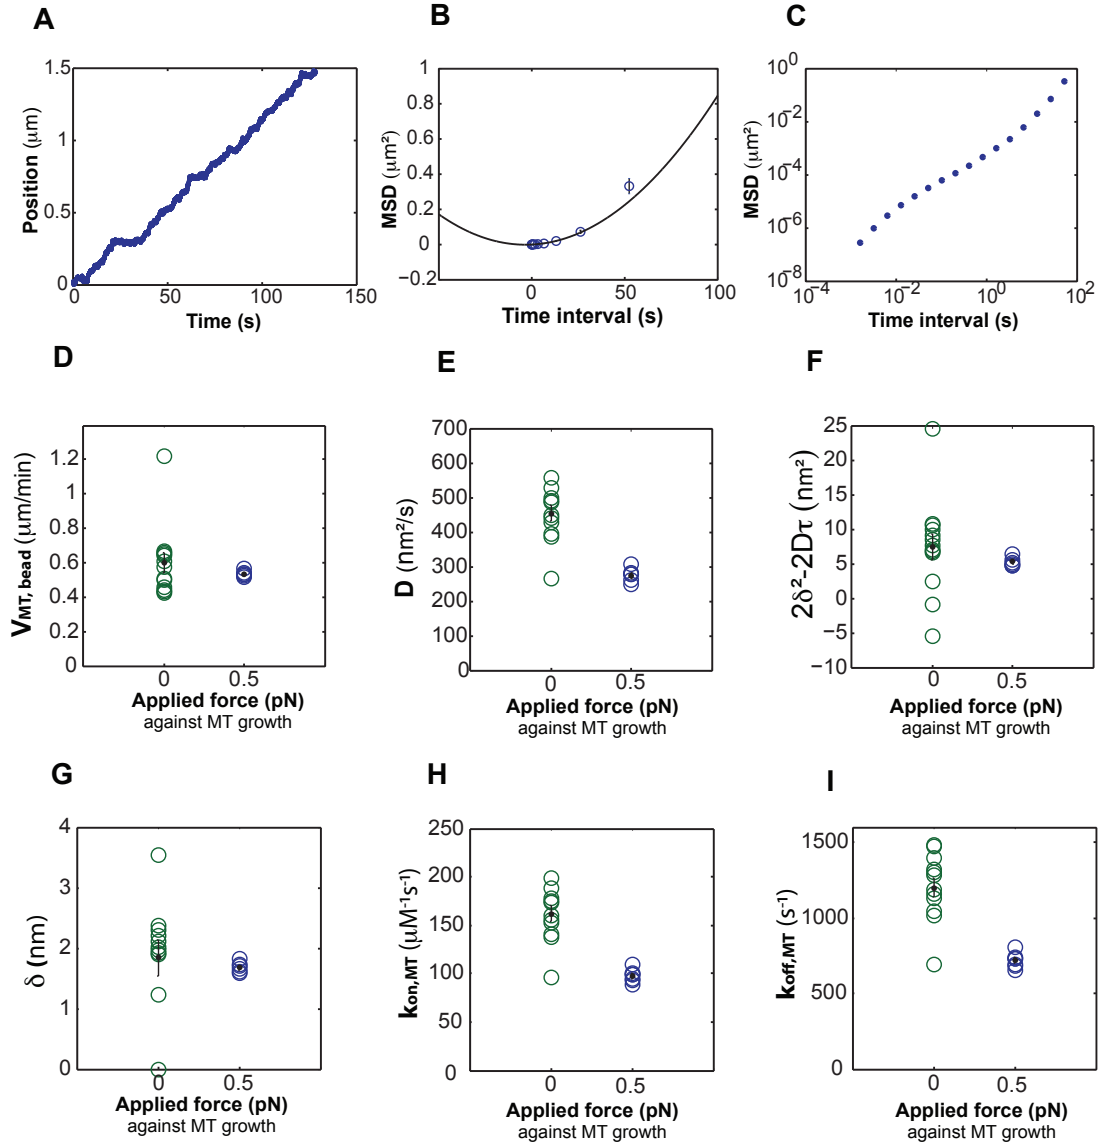 A
B
C
1.5
1
0.5
0
0
50
100
150
Position (μm)
Time (s)
1
0.8
0.6
0.4
0.2
0
−0.2
0
50
100
MSD (μm²)
Time interval (s)
10⁰
10⁻²
10⁻⁴
10⁻⁶
10⁻⁸
10⁻⁴
10⁻²
10⁰
10²
MSD (μm²)
Time interval (s)
D
E
F
1.2
1
0.8
0.6
0.4
0.2
0
0
0.5
VMT, bead (μm/min)
Applied force (pN)
against MT growth
700
600
500
400
300
200
100
0
0
0.5
D (nm²/s)
Applied force (pN)
against MT growth
25
20
15
10
5
0
−5
−10
0
0.5
2δ²-2Dτ (nm²)
Applied force (pN)
against MT growth
G
H
I
4
3
2
1
0
0
0.5
δ (nm)
Applied force (pN)
against MT growth
250
200
150
100
50
0
0
0.5
kon,MT (μM⁻¹s⁻¹)
Applied force (pN)
against MT growth
1500
1000
500
0
0
0.5
koff,MT (s⁻¹)
Applied force (pN)
against MT growth